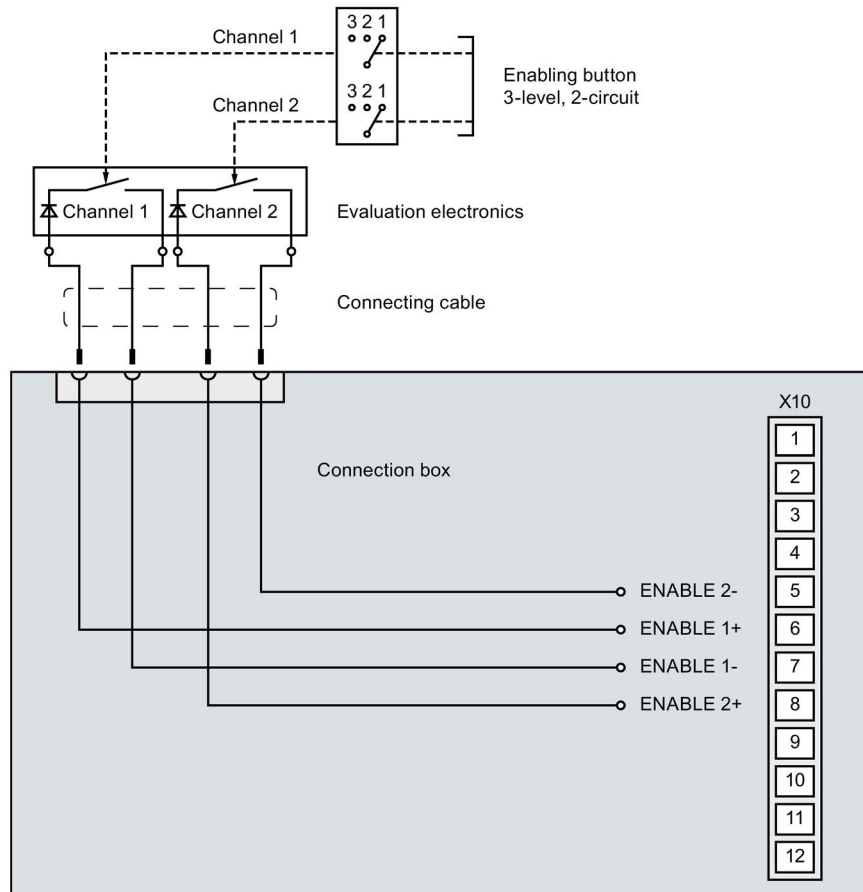 3 2 1
Channel 1
Enabling button
3-level, 2-circuit
3 2 1
Channel 2
Channel 1
Channel 2
Evaluation electronics
Connecting cable
X10
1
Connection box
2
3
4
ENABLE 2-
5
ENABLE 1+
6
ENABLE 1-
7
ENABLE 2+
8
9
10
11
12